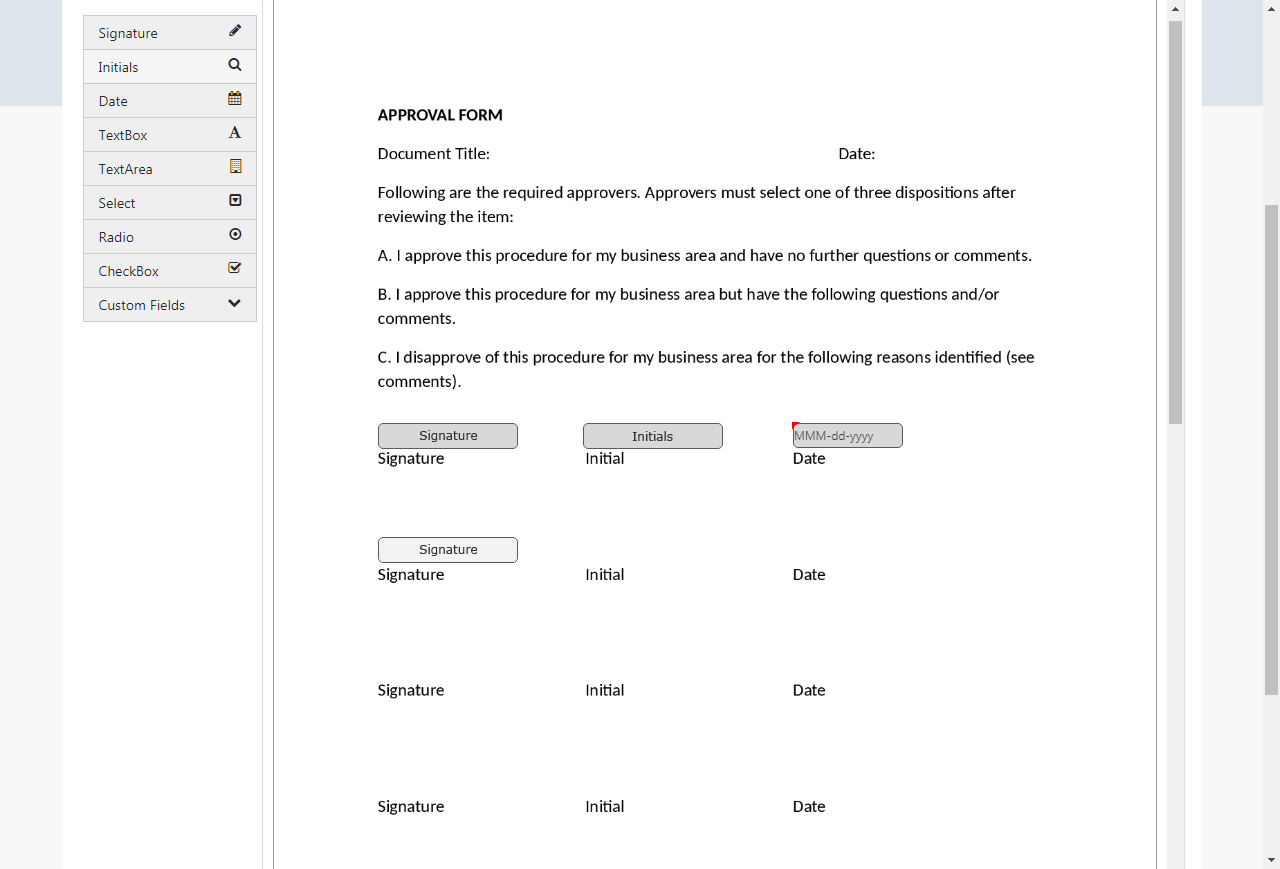 Signature
Initials
Date
TextBox
TextArea
Select
Radio
CheckBox
Custom Fields
APPROVAL FORM
Document Title: Date:
Following are the required approvers. Approvers must select one of three dispositions after
reviewing the item:
A. I approve this procedure for my business area and have no further questions or comments.
B. I approve this procedure for my business area but have the following questions and/or
comments.
C. I disapprove of this procedure for my business area for the following reasons identified (see
comments).
Signature Initials MMM-dd-yyyy
Signature Initial Date
Signature
Signature Initial Date
Signature Initial Date
Signature Initial Date